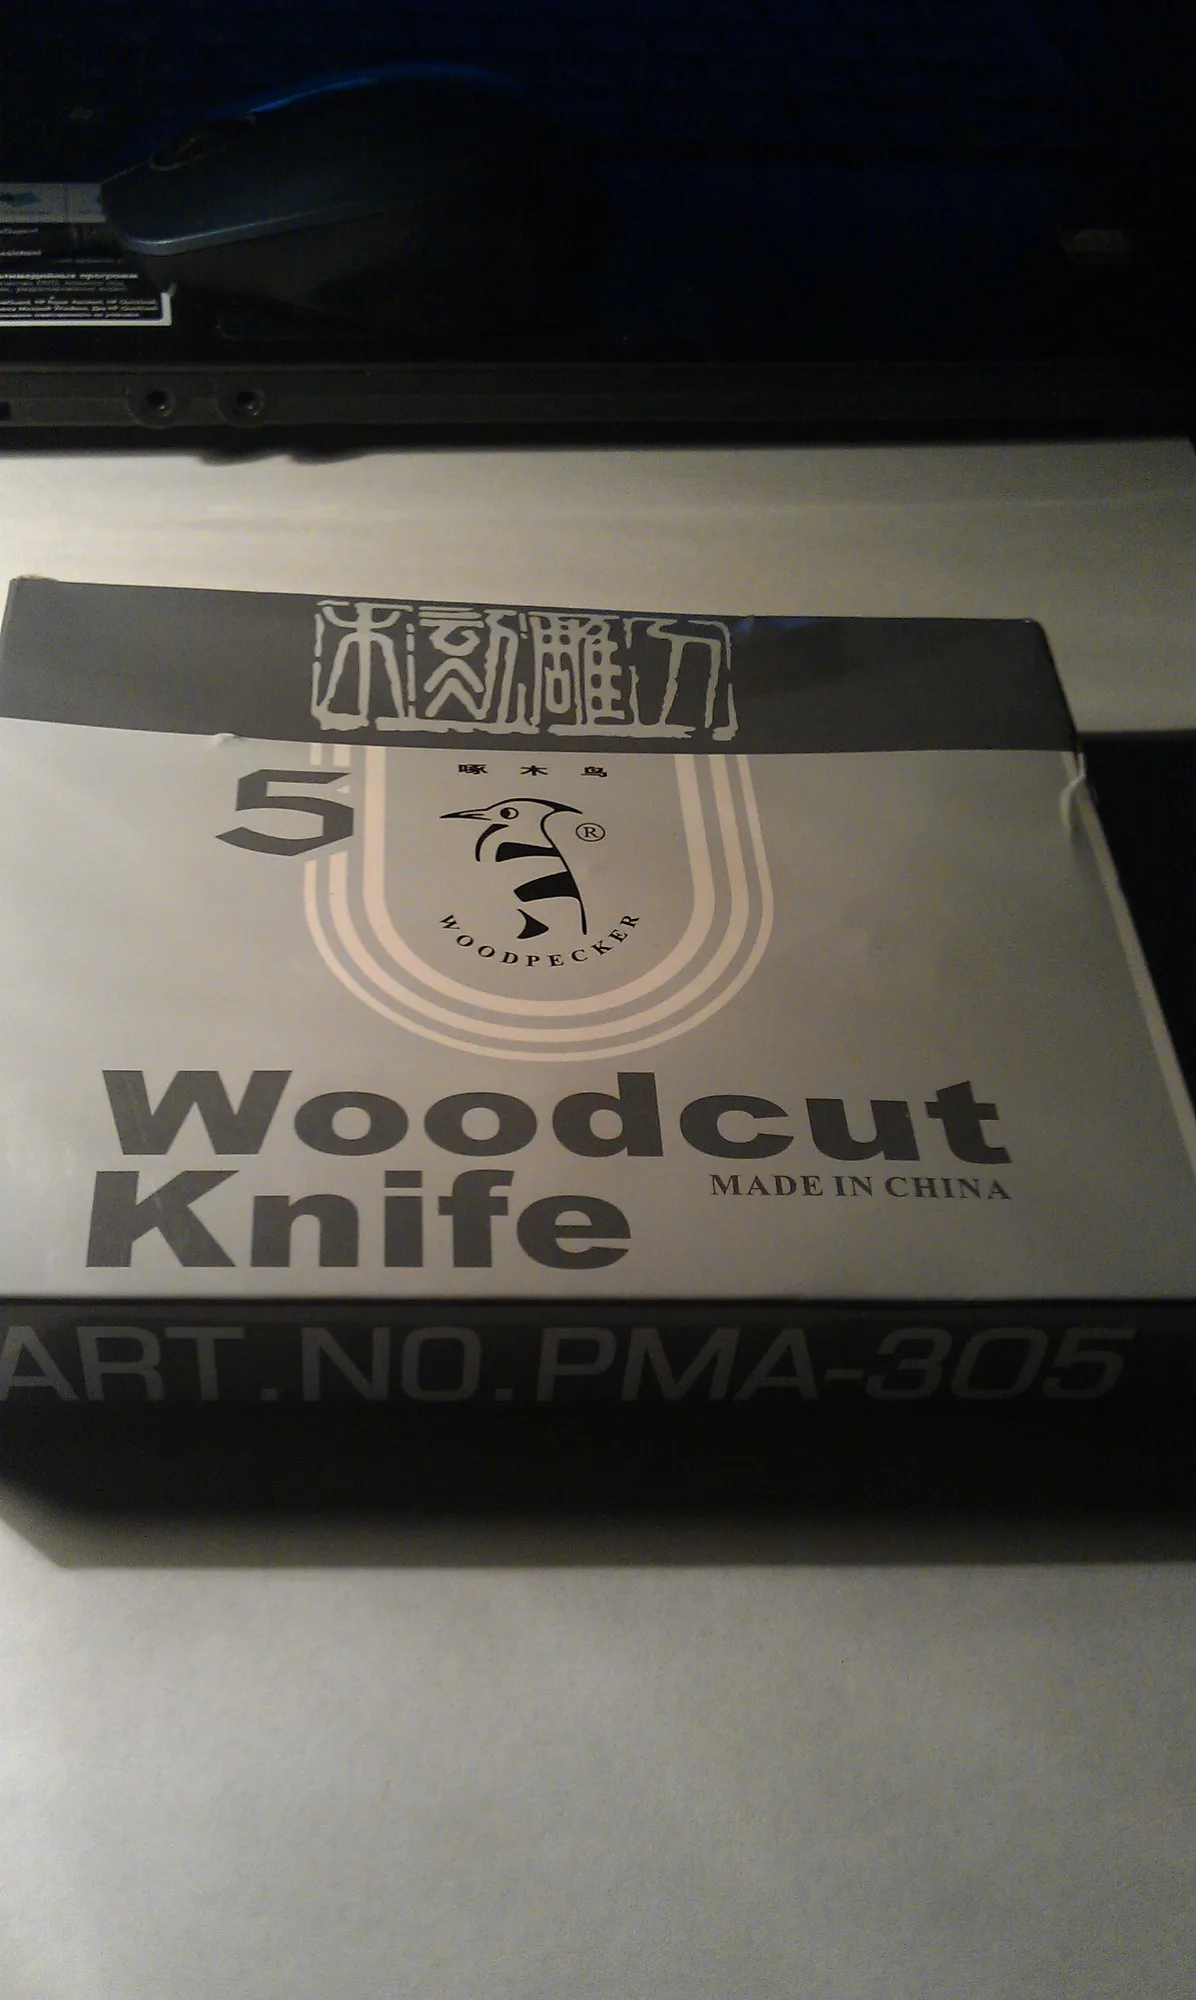 木刻雕刀
5
啄木鸟
®
WOODPECKER
Woodcut
Knife
MADE IN CHINA
ART.NO.PMA-305